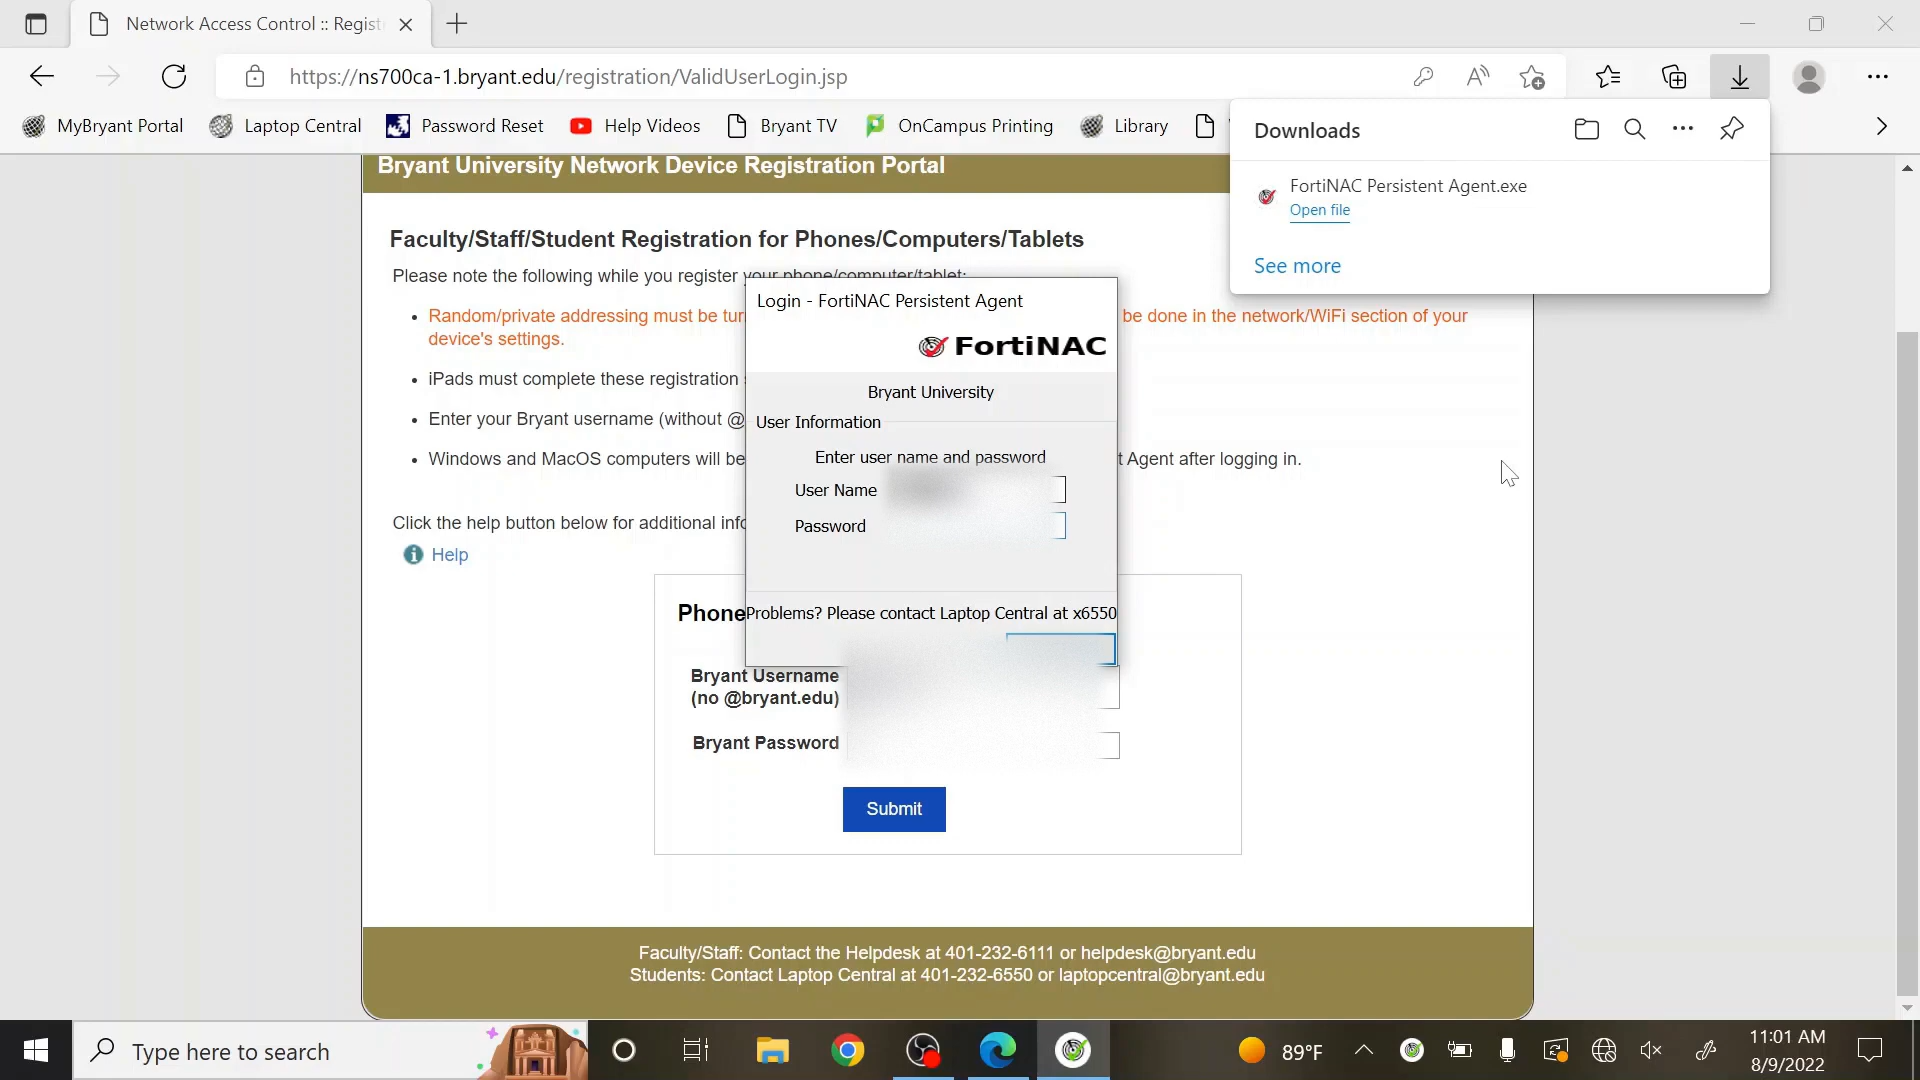 Network Access Control :: Regist
https://ns700ca-1.bryant.edu/registration/ValidUserLogin.jsp
MyBryant Portal
Laptop Central
Password Reset
Help Videos
Bryant TV
OnCampus Printing
Library
Downloads
FortiNAC Persistent Agent.exe
Open file
See more
Bryant University Network Device Registration Portal
Faculty/Staff/Student Registration for Phones/Computers/Tablets
Please note the following while you register your phone/computer/tablet:
Random/private addressing must be tur be done in the network/WiFi section of your
device's settings.
iPads must complete these registration
Enter your Bryant username (without @
Windows and MacOS computers will be t Agent after logging in.
Click the help button below for additional info
Help
Login - FortiNAC Persistent Agent
FortiNAC
Bryant University
User Information
Enter user name and password
User Name
Password
Problems? Please contact Laptop Central at x6550
Phone
Bryant Username
(no @bryant.edu)
Bryant Password
Submit
Faculty/Staff: Contact the Helpdesk at 401-232-6111 or helpdesk@bryant.edu
Students: Contact Laptop Central at 401-232-6550 or laptopcentral@bryant.edu
Type here to search
89°F
11:01 AM
8/9/2022